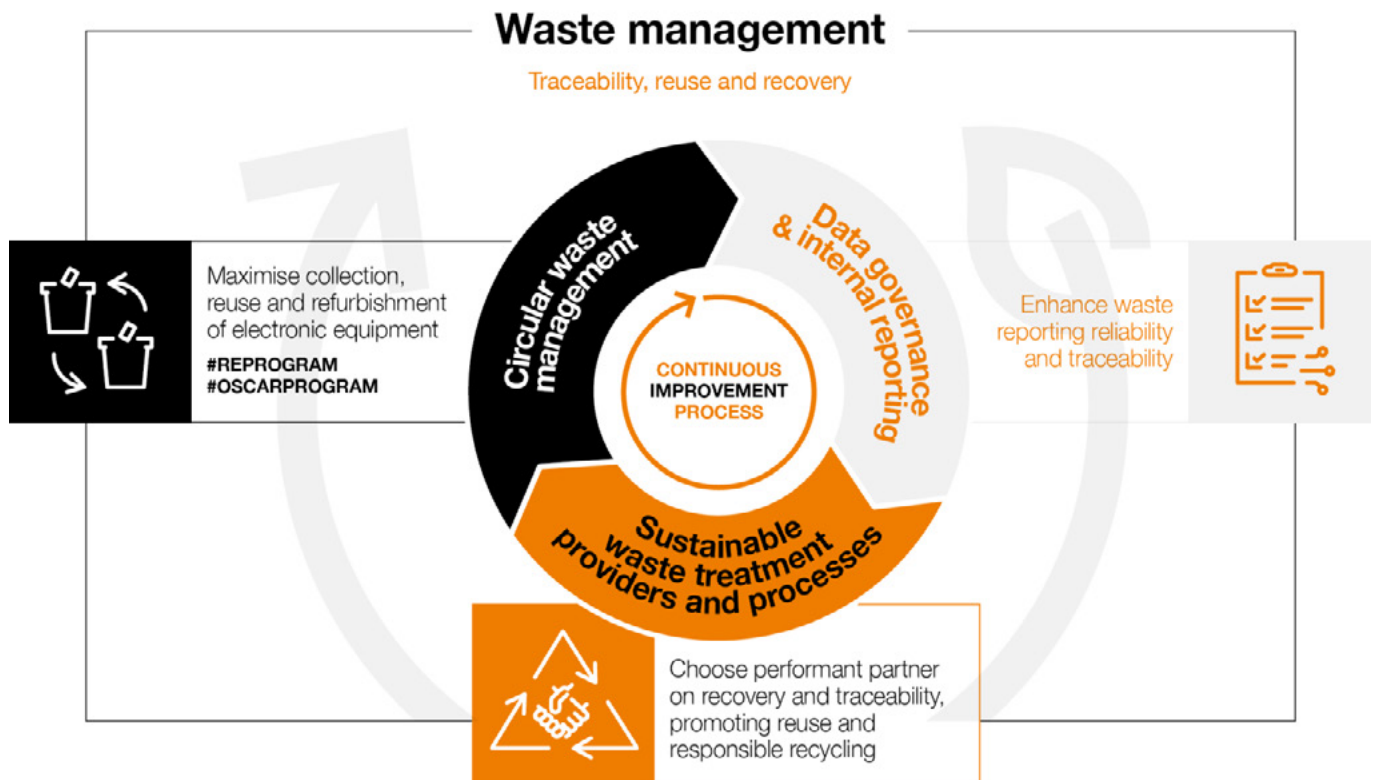 Waste management
Traceability, reuse and recovery
Circular waste
management
Data governance
& internal reporting
Maximise collection,
reuse and refurbishment
of electronic equipment
#REPROGRAM
#OSCARPROGRAM
CONTINUOUS
IMPROVEMENT
PROCESS
Enhance waste
reporting reliability
and traceability
Sustainable
waste treatment
providers and processes
Choose performant partner
on recovery and traceability,
promoting reuse and
responsible recycling